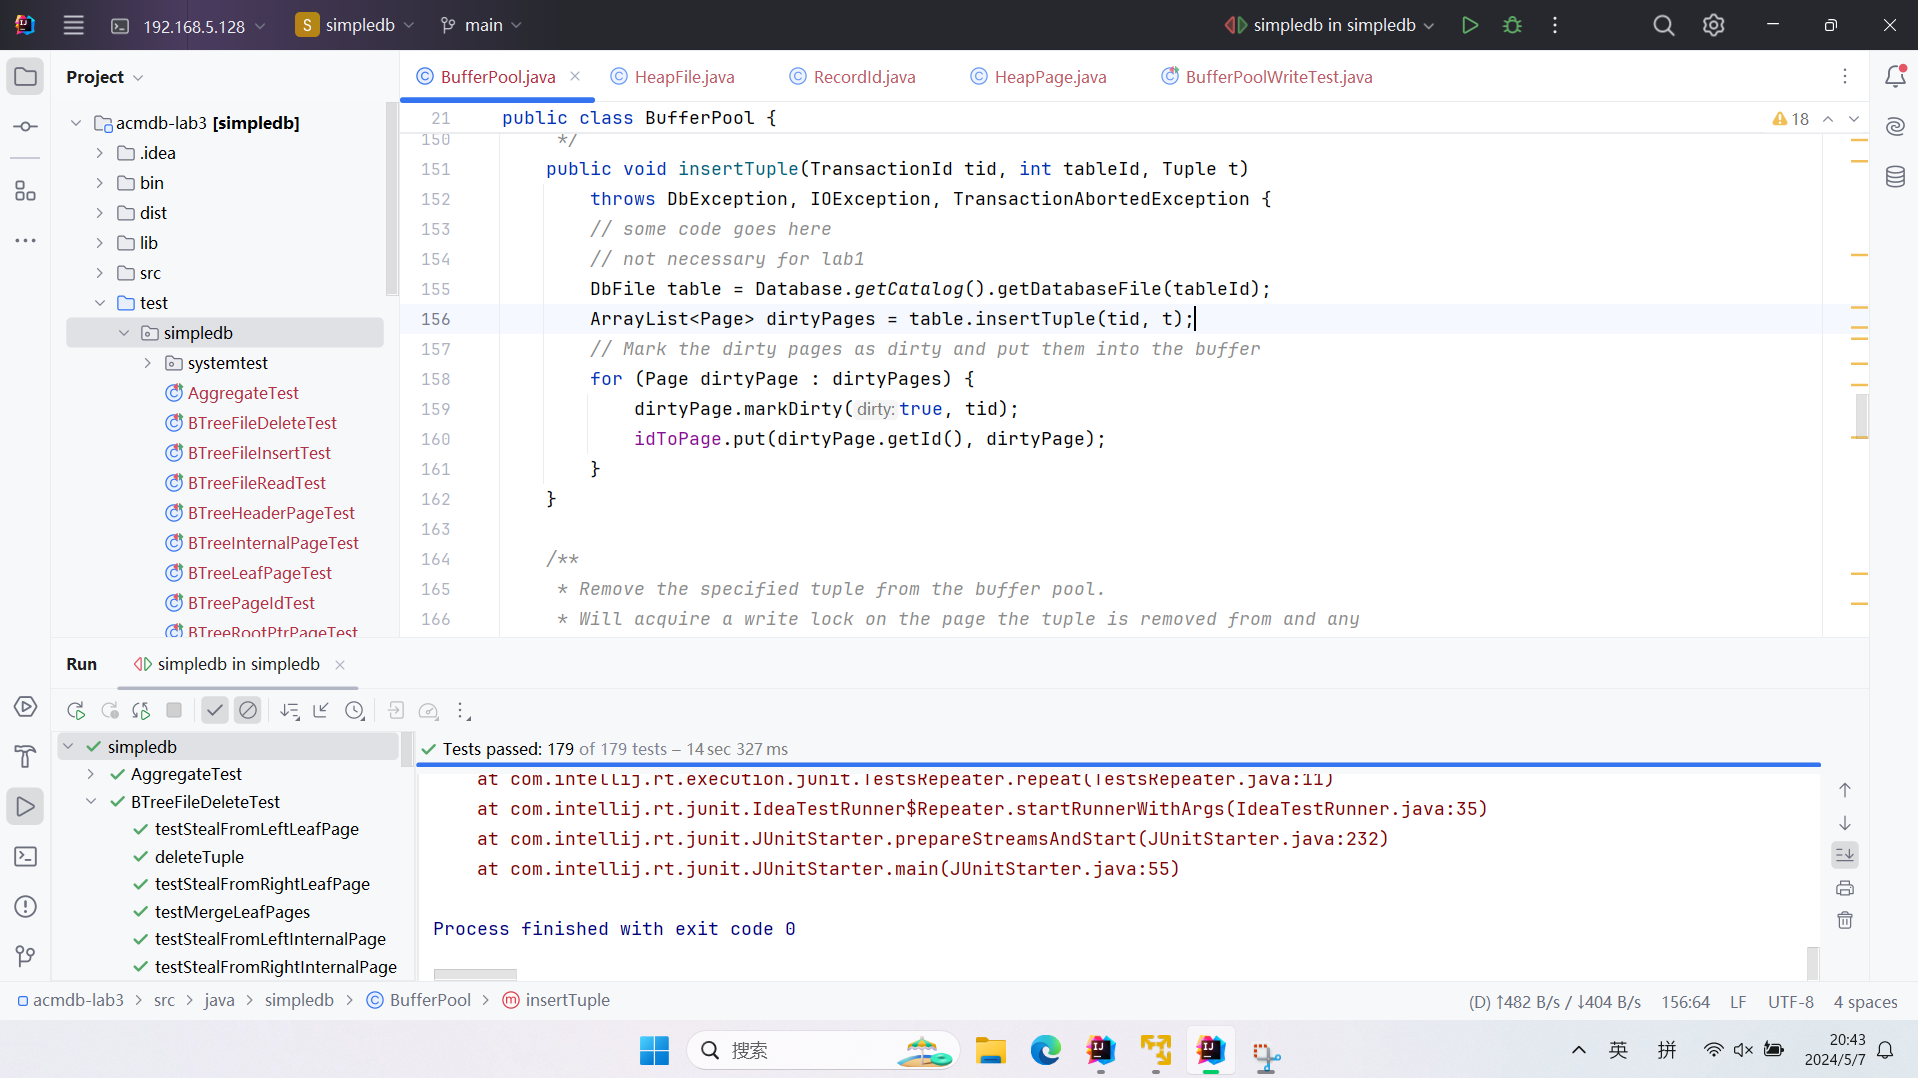 192.168.5.128
S simpledb
main
simpledb in simpledb
Project
BufferPool.java
HeapFile.java
RecordId.java
HeapPage.java
BufferPoolWriteTest.java
acmdb-lab3 [simpledb]
.idea
bin
dist
lib
src
test
simpledb
systemtest
AggregateTest
BTreeFileDeleteTest
BTreeFileInsertTest
BTreeFileReadTest
BTreeHeaderPageTest
BTreeInternalPageTest
BTreeLeafPageTest
BTreePageIdTest
BTreeRootPtrPageTest
21 public class BufferPool {
18
150 */
151 public void insertTuple(TransactionId tid, int tableId, Tuple t)
152 throws DbException, IOException, TransactionAbortedException {
153 // some code goes here
154 // not necessary for lab1
155 DbFile table = Database.getCatalog().getDatabaseFile(tableId);
156 ArrayList<Page> dirtyPages = table.insertTuple(tid, t);
157 // Mark the dirty pages as dirty and put them into the buffer
158 for (Page dirtyPage : dirtyPages) {
159 dirtyPage.markDirty( dirty: true, tid);
160 idToPage.put(dirtyPage.getId(), dirtyPage);
161 }
162 }
163
164 /**
165 * Remove the specified tuple from the buffer pool.
166 * Will acquire a write lock on the page the tuple is removed from and any
Run
simpledb in simpledb
simpledb
AggregateTest
BTreeFileDeleteTest
testStealFromLeftLeafPage
deleteTuple
testStealFromRightLeafPage
testMergeLeafPages
testStealFromLeftInternalPage
testStealFromRightInternalPage
Tests passed: 179 of 179 tests – 14 sec 327 ms
at com.intellij.rt.execution.junit.TestsRepeater.repeat(TestsRepeater.java:11)
at com.intellij.rt.junit.IdeaTestRunner$Repeater.startRunnerWithArgs(IdeaTestRunner.java:35)
at com.intellij.rt.junit.JUnitStarter.prepareStreamsAndStart(JUnitStarter.java:232)
at com.intellij.rt.junit.JUnitStarter.main(JUnitStarter.java:55)
Process finished with exit code 0
acmdb-lab3 > src > java > simpledb > BufferPool > insertTuple
(D) ↑482 B/s / ↓404 B/s
156:64
LF
UTF-8
4 spaces
搜索
英
拼
20:43
2024/5/7